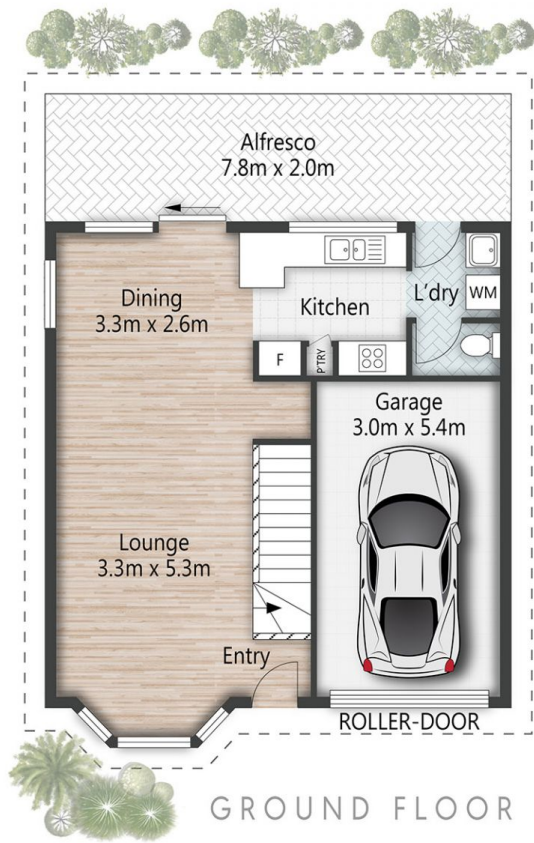 Alfresco
7.8m x 2.0m
Dining
3.3m x 2.6m
Kitchen
L'dry
WM
F
P'TRY
Garage
3.0m x 5.4m
Lounge
3.3m x 5.3m
Entry
ROLLER-DOOR
GROUND FLOOR